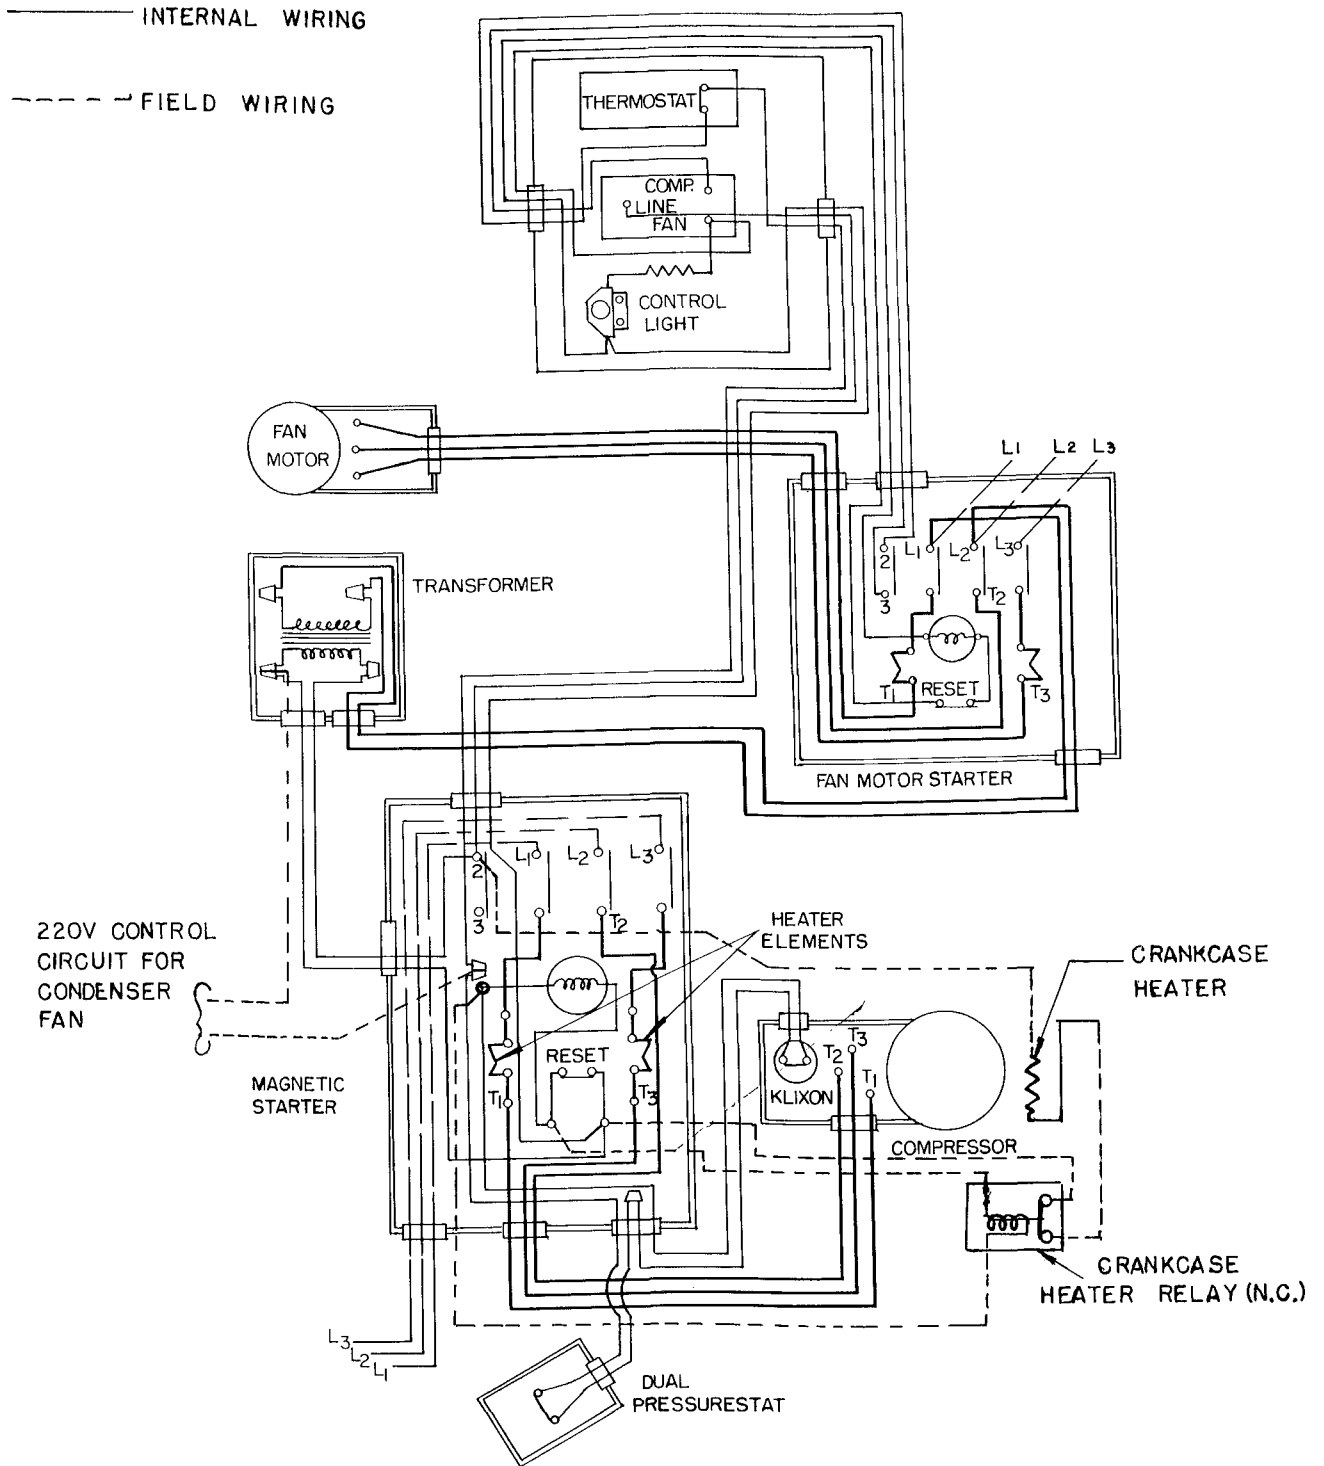 INTERNAL WIRING
FIELD WIRING
THERMOSTAT
COMP.
LINE
FAN
CONTROL
LIGHT
FAN
MOTOR
L1 L2 L3
TRANSFORMER
2 L1 L2 L3
3 T2
T1 RESET T3
FAN MOTOR STARTER
2 L1 L2 L3
3 T2
HEATER
ELEMENTS
220V CONTROL
CIRCUIT FOR
CONDENSER
FAN
CRANKCASE
HEATER
RESET
MAGNETIC
STARTER
T1 T3
T2 T3 T1
KLIXON
COMPRESSOR
CRANKCASE
HEATER RELAY (N.C.)
L3
L2
L1
DUAL
PRESSURESTAT